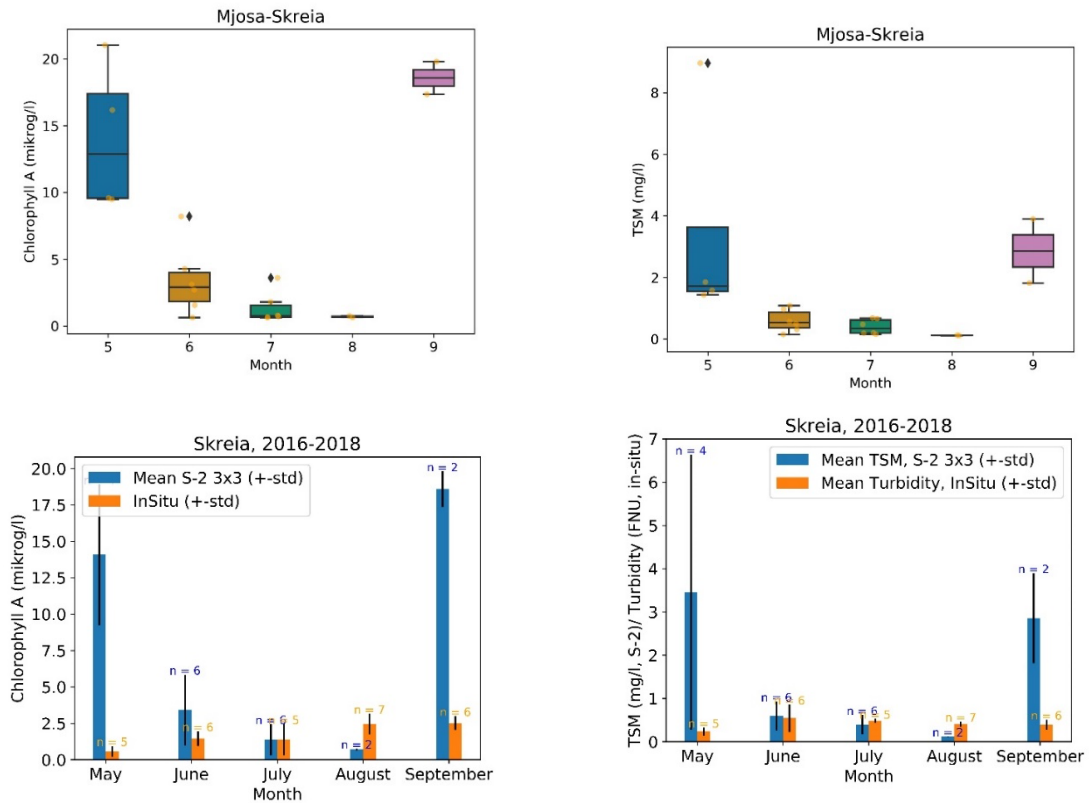 Mjosa-Skreia
Chlorophyll A (mikrog/l)
20
15
10
5
0
5 6 7 8 9
Month
Mjosa-Skreia
TSM (mg/l)
8
6
4
2
0
5 6 7 8 9
Month
Skreia, 2016-2018
Chlorophyll A (mikrog/l)
20.0
17.5
15.0
12.5
10.0
7.5
5.0
2.5
0.0
Mean S-2 3x3 (+-std)
InSitu (+-std)
n = 2
n = 6
n = 5
n = 6
n = 6
n = 5
n = 7
n = 2
n = 6
May June July August September
Month
Skreia, 2016-2018
TSM (mg/l, S-2)/ Turbidity (FNU, in-situ)
7
6
5
4
3
2
1
0
Mean TSM, S-2 3x3 (+-std)
Mean Turbidity, InSitu (+-std)
n = 4
n = 2
n = 5
n = 6
n = 6
n = 6
n = 5
n = 7
n = 2
n = 6
May June July August September
Month